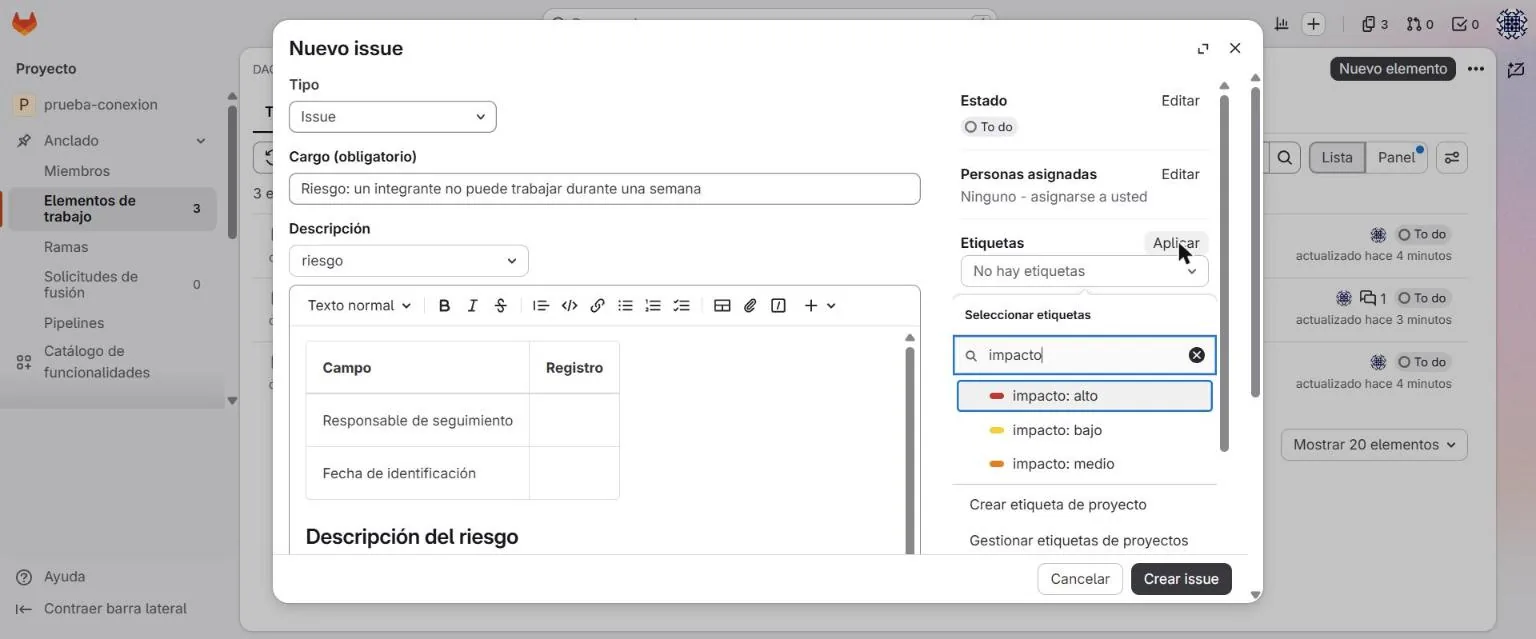 Proyecto
P prueba-conexion
Anclado
Miembros
Elementos de
trabajo
3
Ramas
Solicitudes de
fusión
0
Pipelines
Catálogo de
funcionalidades
Ayuda
Contraer barra lateral
Nuevo issue
Tipo
Issue
Cargo (obligatorio)
Riesgo: un integrante no puede trabajar durante una semana
Descripción
riesgo
Texto normal
Campo Registro
Responsable de seguimiento
Fecha de identificación
Descripción del riesgo
Estado Editar
To do
Personas asignadas Editar
Ninguno - asignarse a usted
Etiquetas Aplicar
No hay etiquetas
Seleccionar etiquetas
impacto
impacto: alto
impacto: bajo
impacto: medio
Crear etiqueta de proyecto
Gestionar etiquetas de proyectos
Cancelar Crear issue
3 0 0
Nuevo elemento
Lista Panel
To do
actualizado hace 4 minutos
1 To do
actualizado hace 3 minutos
To do
actualizado hace 4 minutos
Mostrar 20 elementos